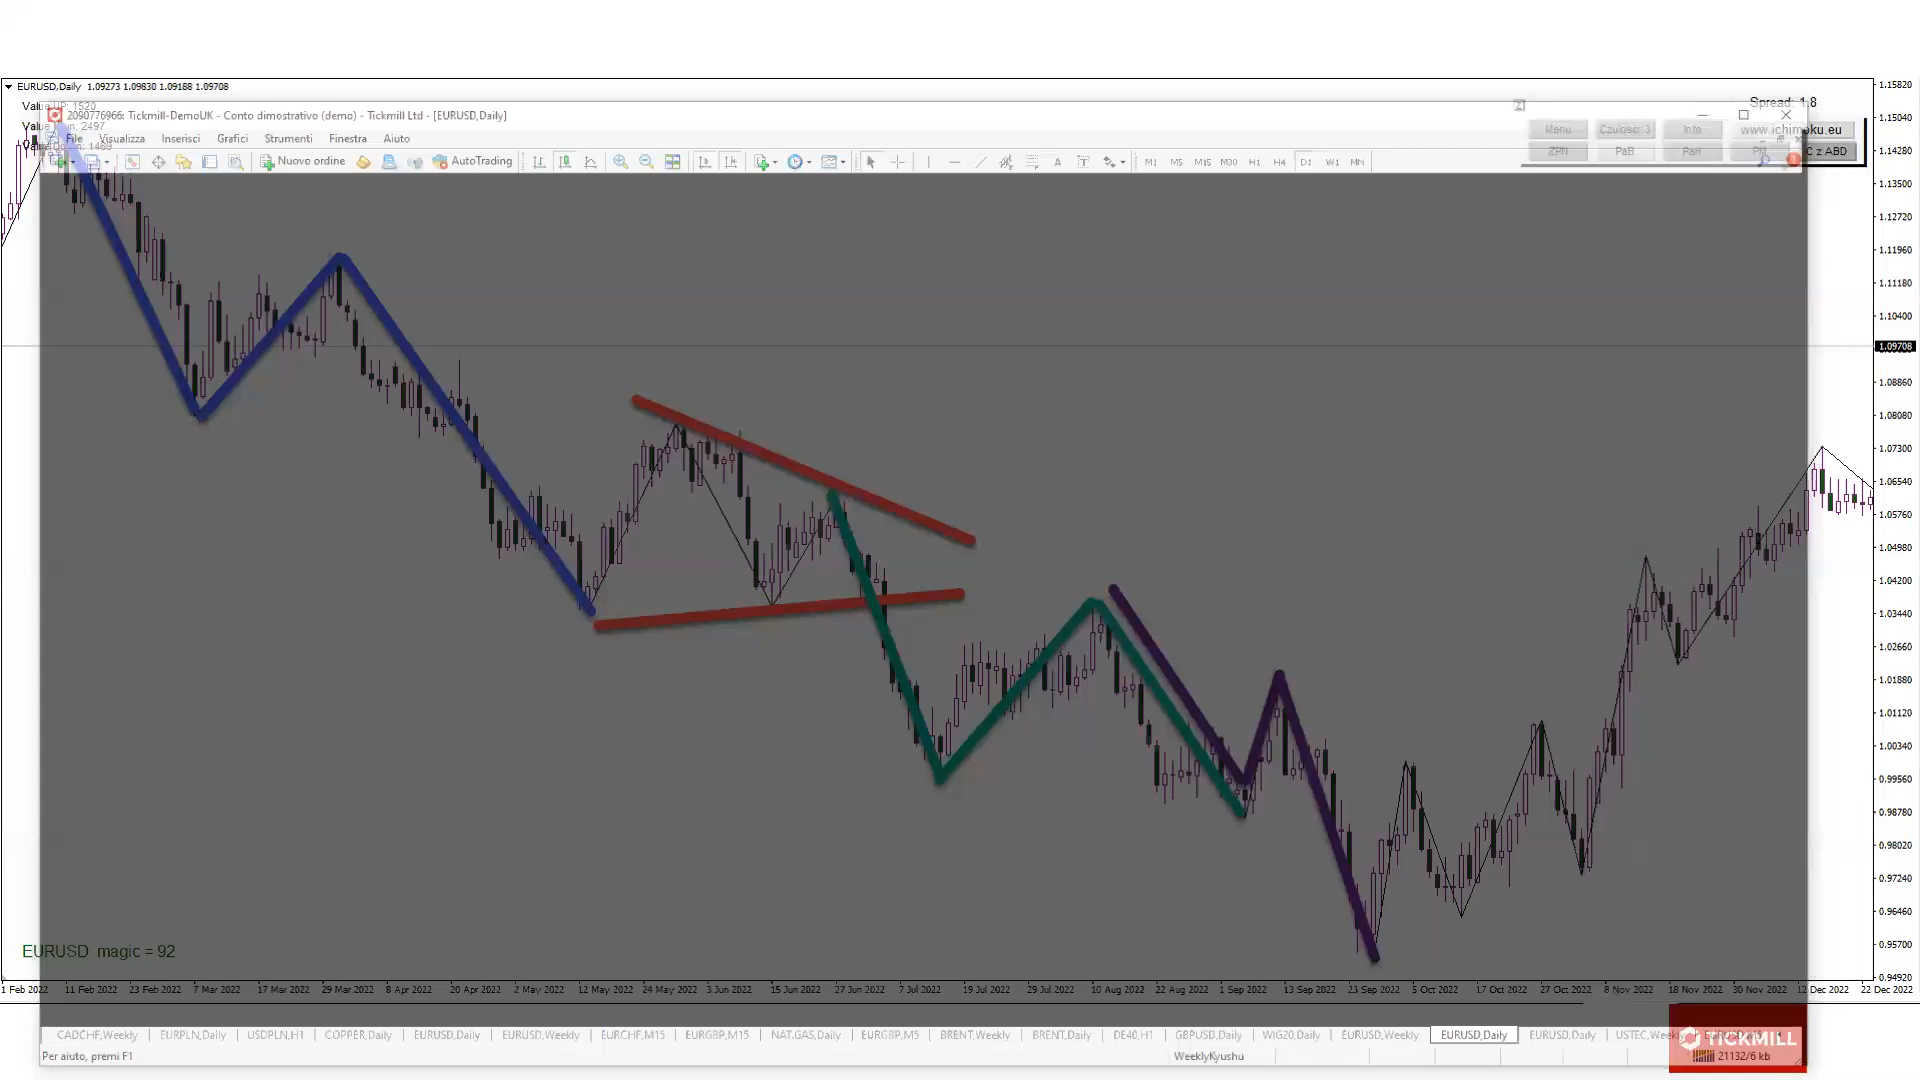 EURUSD,Daily 1.09273 1.09830 1.09188 1.09708
Spread: 1.8
2090776966: Tickmill-DemoUK - Conto dimostrativo (demo) - Tickmill Ltd - [EURUSD,Daily]
File Visualizza Inserisci Grafici Strumenti Finestra Aiuto
Nuovo ordine AutoTrading
M1 M5 M15 M30 H1 H4 D1 W1 MN
Menu Czułość: 3 Info www.ichimoku.eu
ZPN PaB C z ABD
1.15820
1.15040
1.14280
1.13500
1.12720
1.11960
1.11180
1.10400
1.09708
1.08860
1.08080
1.07300
1.06540
1.05760
1.04980
1.04200
1.03440
1.02660
1.01880
1.01120
1.00340
0.99560
0.98780
0.98020
0.97240
0.96460
0.95700
0.94920
EURUSD magic = 92
1 Feb 2022 11 Feb 2022 23 Feb 2022 7 Mar 2022 17 Mar 2022 29 Mar 2022 8 Apr 2022 20 Apr 2022 2 May 2022 12 May 2022 24 May 2022 3 Jun 2022 15 Jun 2022 27 Jun 2022 7 Jul 2022 19 Jul 2022 29 Jul 2022 10 Aug 2022 22 Aug 2022 1 Sep 2022 13 Sep 2022 23 Sep 2022 5 Oct 2022 17 Oct 2022 27 Oct 2022 8 Nov 2022 18 Nov 2022 30 Nov 2022 12 Dec 2022 22 Dec 2022
CADCHF,Weekly EURPLN,Daily USDPLN,H1 COPPER,Daily EURUSD,Daily EURUSD,Weekly EURCHF,M15 EURGBP,M15 NAT.GAS,Daily EURGBP,M5 BRENT,Weekly BRENT,Daily DE40,H1 GBPUSD,Daily WIG20,Daily EURUSD,Weekly EURUSD,Daily EURUSD,Daily USTEC,Weekly
TICKMILL
Per aiuto, premi F1 WeeklyKyushu 21132/6 kb